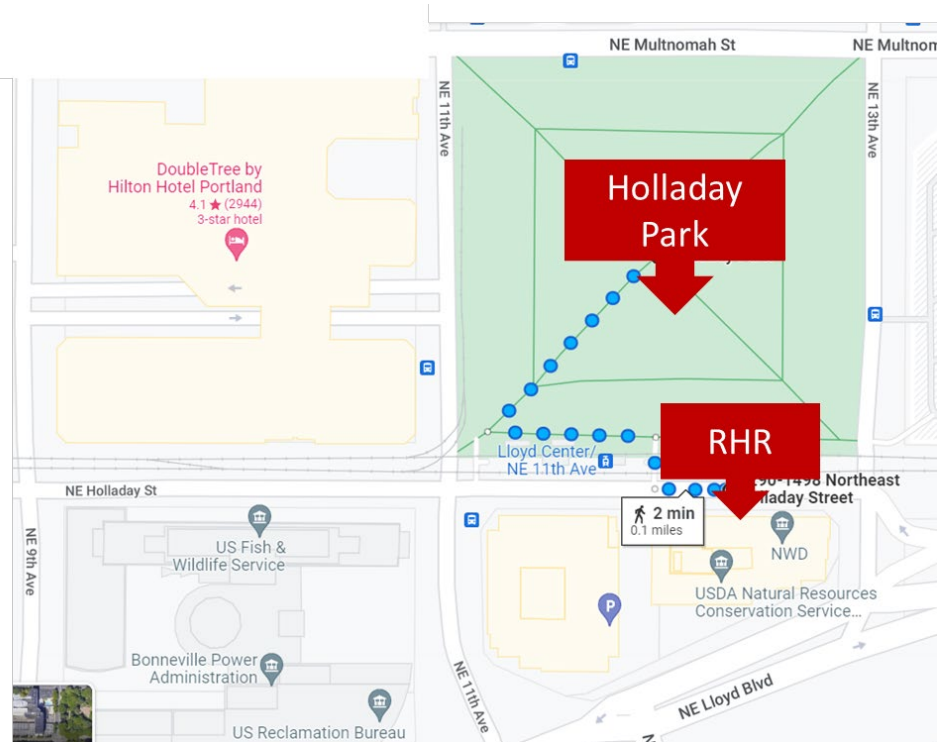 NE Multnomah St
NE Multnom
NE 11th Ave
NE 13th Ave
DoubleTree by
Hilton Hotel Portland
4.1 ★ (2944)
3-star hotel
Holladay
Park
RHR
Lloyd Center/
NE 11th Ave
NE Holladay St
90-1498 Northeast
lladay Street
2 min
0.1 miles
NE 9th Ave
US Fish &
Wildlife Service
NWD
USDA Natural Resources
Conservation Service...
P
Bonneville Power
Administration
NE 11th Ave
NE Lloyd Blvd
US Reclamation Bureau